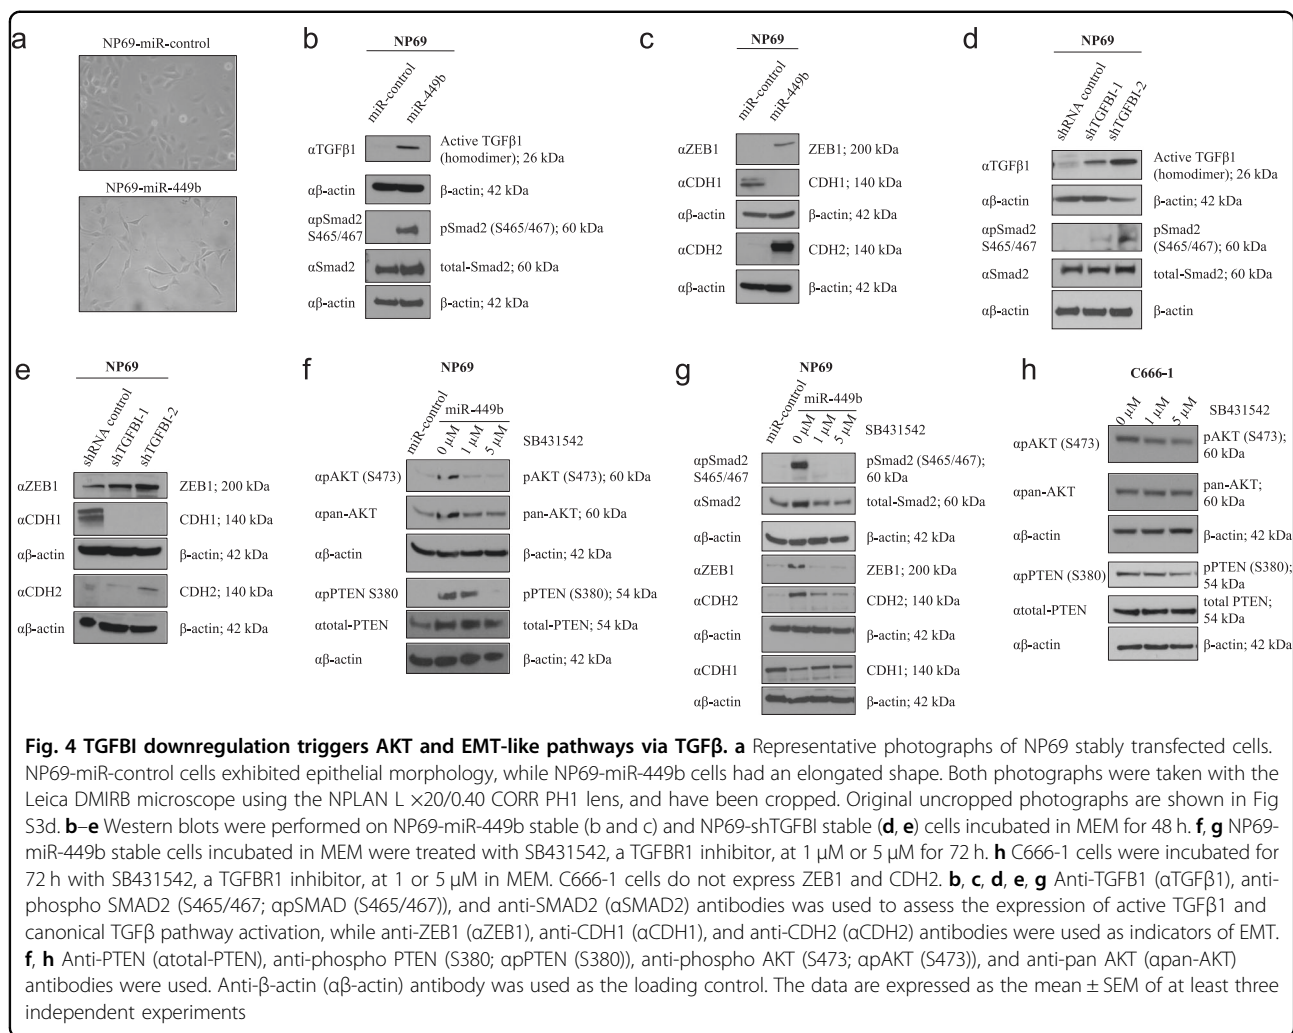 a
NP69-miR-control
NP69-miR-449b
b
NP69
miR-control
miR-449b
αTGFβ1
Active TGFβ1
(homodimer); 26 kDa
αβ-actin
β-actin; 42 kDa
αpSmad2
S465/467
pSmad2 (S465/467); 60 kDa
αSmad2
total-Smad2; 60 kDa
αβ-actin
β-actin; 42 kDa
c
NP69
miR-control
miR-449b
αZEB1
ZEB1; 200 kDa
αCDH1
CDH1; 140 kDa
αβ-actin
β-actin; 42 kDa
αCDH2
CDH2; 140 kDa
αβ-actin
β-actin; 42 kDa
d
NP69
shRNA control
shTGFBI-1
shTGFBI-2
αTGFβ1
Active TGFβ1
(homodimer); 26 kDa
αβ-actin
β-actin; 42 kDa
αpSmad2
S465/467
pSmad2
(S465/467); 60 kDa
αSmad2
total-Smad2; 60 kDa
αβ-actin
β-actin
e
NP69
shRNA control
shTGFBI-1
shTGFBI-2
αZEB1
ZEB1; 200 kDa
αCDH1
CDH1; 140 kDa
αβ-actin
β-actin; 42 kDa
αCDH2
CDH2; 140 kDa
αβ-actin
β-actin; 42 kDa
f
NP69
miR-control
miR-449b
0 μM
1 μM
5 μM
SB431542
αpAKT (S473)
pAKT (S473); 60 kDa
αpan-AKT
pan-AKT; 60 kDa
αβ-actin
β-actin; 42 kDa
αpPTEN S380
pPTEN (S380); 54 kDa
αtotal-PTEN
total-PTEN; 54 kDa
αβ-actin
β-actin; 42 kDa
g
NP69
miR-control
miR-449b
0 μM
1 μM
5 μM
SB431542
αpSmad2
S465/467
pSmad2 (S465/467);
60 kDa
αSmad2
total-Smad2; 60 kDa
αβ-actin
β-actin; 42 kDa
αZEB1
ZEB1; 200 kDa
αCDH2
CDH2; 140 kDa
αβ-actin
β-actin; 42 kDa
αCDH1
CDH1; 140 kDa
αβ-actin
β-actin; 42 kDa
h
C666-1
0 μM
1 μM
5 μM
SB431542
αpAKT (S473)
pAKT (S473);
60 kDa
αpan-AKT
pan-AKT;
60 kDa
αβ-actin
β-actin; 42 kDa
αpPTEN (S380)
pPTEN (S380);
54 kDa
αtotal-PTEN
total PTEN;
54 kDa
αβ-actin
β-actin; 42 kDa
Fig. 4 TGFBI downregulation triggers AKT and EMT-like pathways via TGFβ. a Representative photographs of NP69 stably transfected cells.
NP69-miR-control cells exhibited epithelial morphology, while NP69-miR-449b cells had an elongated shape. Both photographs were taken with the
Leica DMIRB microscope using the NPLAN L ×20/0.40 CORR PH1 lens, and have been cropped. Original uncropped photographs are shown in Fig
S3d. b–e Western blots were performed on NP69-miR-449b stable (b and c) and NP69-shTGFBI stable (d, e) cells incubated in MEM for 48 h. f, g NP69-
miR-449b stable cells incubated in MEM were treated with SB431542, a TGFBR1 inhibitor, at 1 μM or 5 μM for 72 h. h C666-1 cells were incubated for
72 h with SB431542, a TGFBR1 inhibitor, at 1 or 5 μM in MEM. C666-1 cells do not express ZEB1 and CDH2. b, c, d, e, g Anti-TGFB1 (αTGFβ1), anti-
phospho SMAD2 (S465/467; αpSMAD (S465/467)), and anti-SMAD2 (αSMAD2) antibodies was used to assess the expression of active TGFβ1 and
canonical TGFβ pathway activation, while anti-ZEB1 (αZEB1), anti-CDH1 (αCDH1), and anti-CDH2 (αCDH2) antibodies were used as indicators of EMT.
f, h Anti-PTEN (αtotal-PTEN), anti-phospho PTEN (S380; αpPTEN (S380)), anti-phospho AKT (S473; αpAKT (S473)), and anti-pan AKT (αpan-AKT)
antibodies were used. Anti-β-actin (αβ-actin) antibody was used as the loading control. The data are expressed as the mean ± SEM of at least three
independent experiments